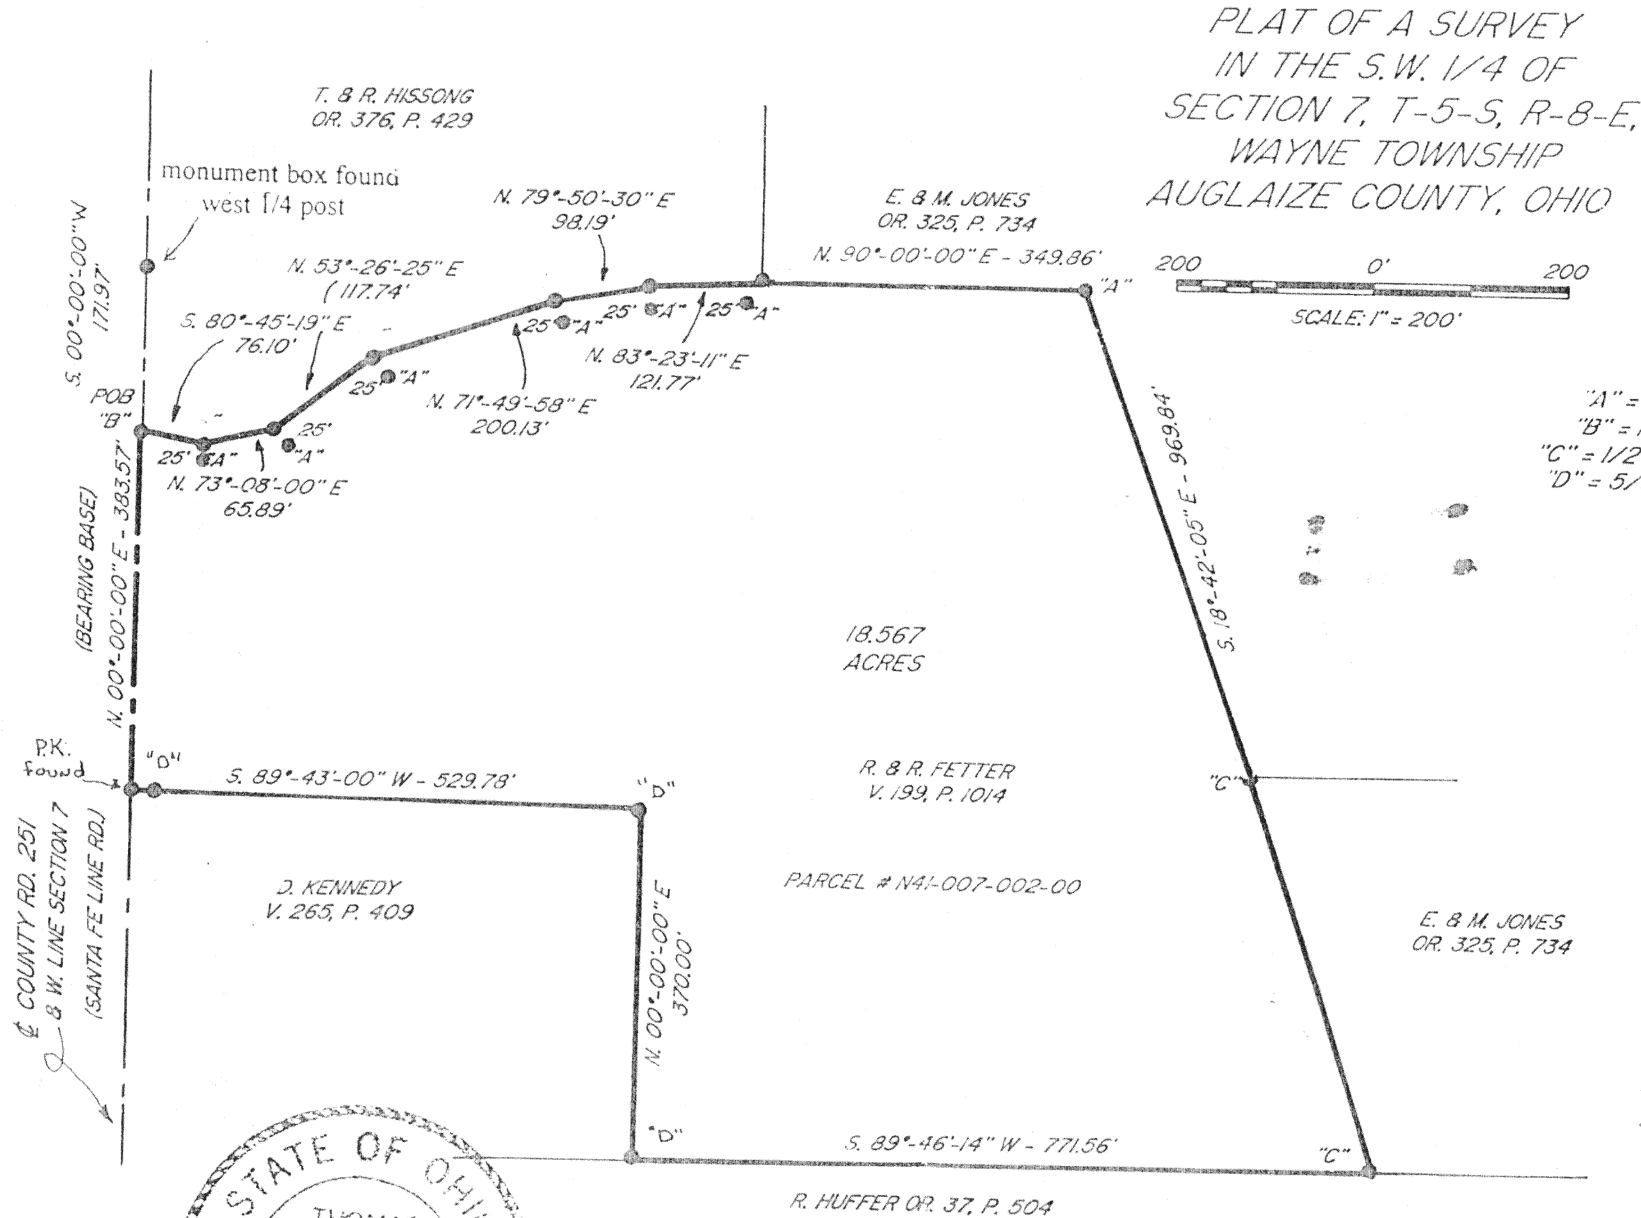 PLAT OF A SURVEY
IN THE S.W. 1/4 OF
SECTION 7, T-5-S, R-8-E,
WAYNE TOWNSHIP
AUGLAIZE COUNTY, OHIO
T. & R. HISSONG
OR. 376, P. 429
monument box found
west 1/4 post
S. 00°-00'-00" W
171.97'
N. 79°-50'-30" E
98.19'
E. & M. JONES
OR. 325, P. 734
N. 90°-00'-00" E - 349.86'
"A"
200 0' 200
SCALE: 1" = 200'
N. 53°-26'-25" E
117.74'
S. 80°-45'-19" E
76.10'
25' "A"
25' "A"
25' "A"
N. 83°-23'-11" E
121.77'
25' "A"
N. 71°-49'-58" E
200.13'
POB
"B"
25'
"A"
25' "A"
N. 73°-08'-00" E
65.89'
"A" =
"B" =
"C" = 1/2
"D" = 5/
(BEARING BASE)
N. 00°-00'-00" E - 383.57'
S. 18°-42'-05" E - 969.84'
18.567
ACRES
P.K.
found
"D"
S. 89°-43'-00" W - 529.78'
"D"
R. & R. FETTER
V. 199, P. 1014
"C"
℄ COUNTY RD. 251
& W. LINE SECTION 7
(SANTA FE LINE RD.)
D. KENNEDY
V. 265, P. 409
PARCEL # N41-007-002-00
N. 00°-00'-00" E
370.00'
E. & M. JONES
OR. 325, P. 734
"D"
S. 89°-46'-14" W - 771.56'
"C"
R. HUFFER OR. 37, P. 504
STATE OF OHIO